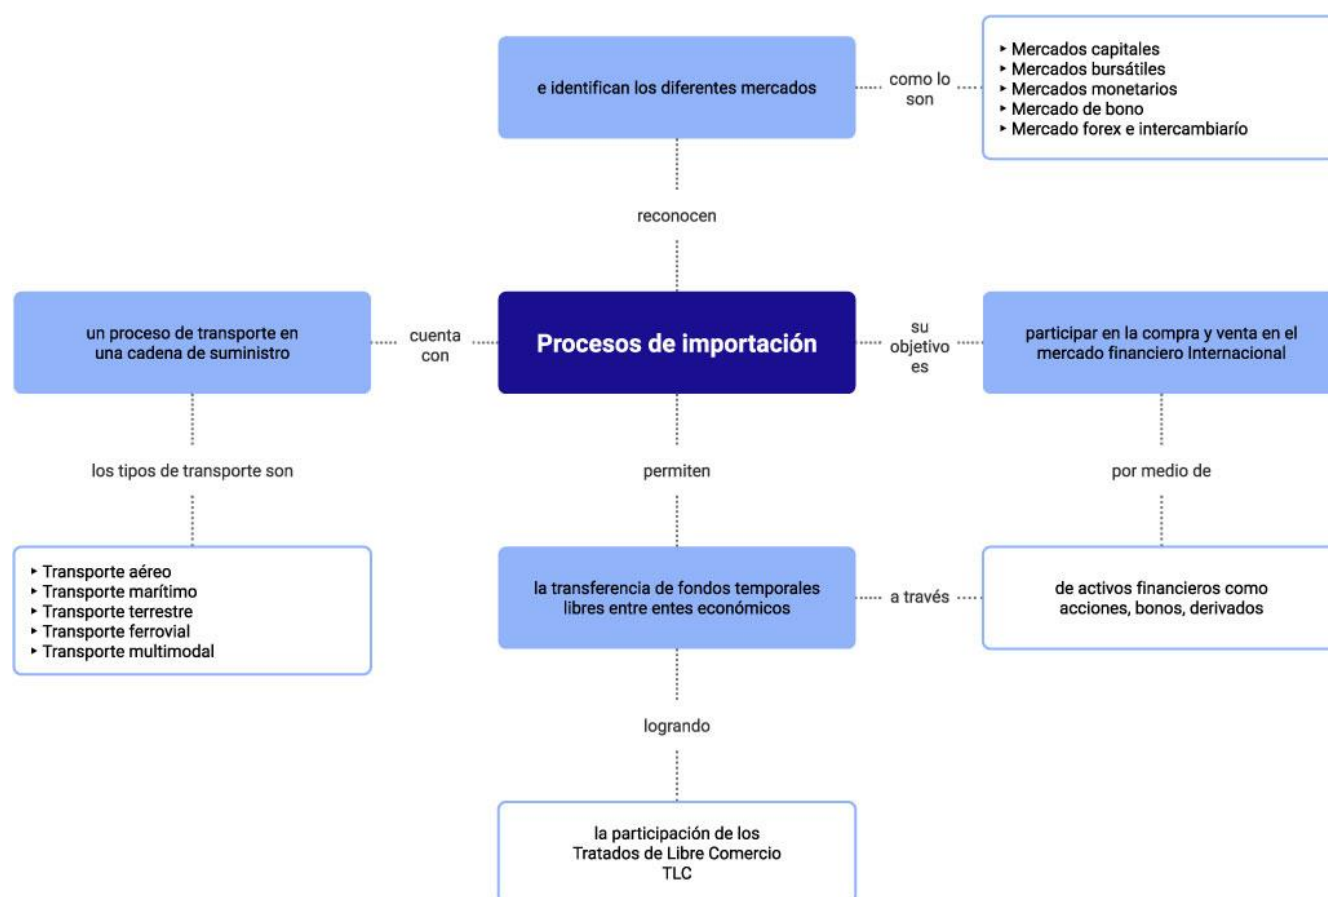 e identifican los diferentes mercados
como lo
son
▸ Mercados capitales
▸ Mercados bursátiles
▸ Mercados monetarios
▸ Mercado de bono
▸ Mercado forex e intercambiarío
reconocen
un proceso de transporte en
una cadena de suministro
cuenta
con
Procesos de importación
su
objetivo
es
participar en la compra y venta en el
mercado financiero Internacional
los tipos de transporte son
permiten
por medio de
▸ Transporte aéreo
▸ Transporte marítimo
▸ Transporte terrestre
▸ Transporte ferrovial
▸ Transporte multimodal
la transferencia de fondos temporales
libres entre entes económicos
a través
de activos financieros como
acciones, bonos, derivados
logrando
la participación de los
Tratados de Libre Comercio
TLC